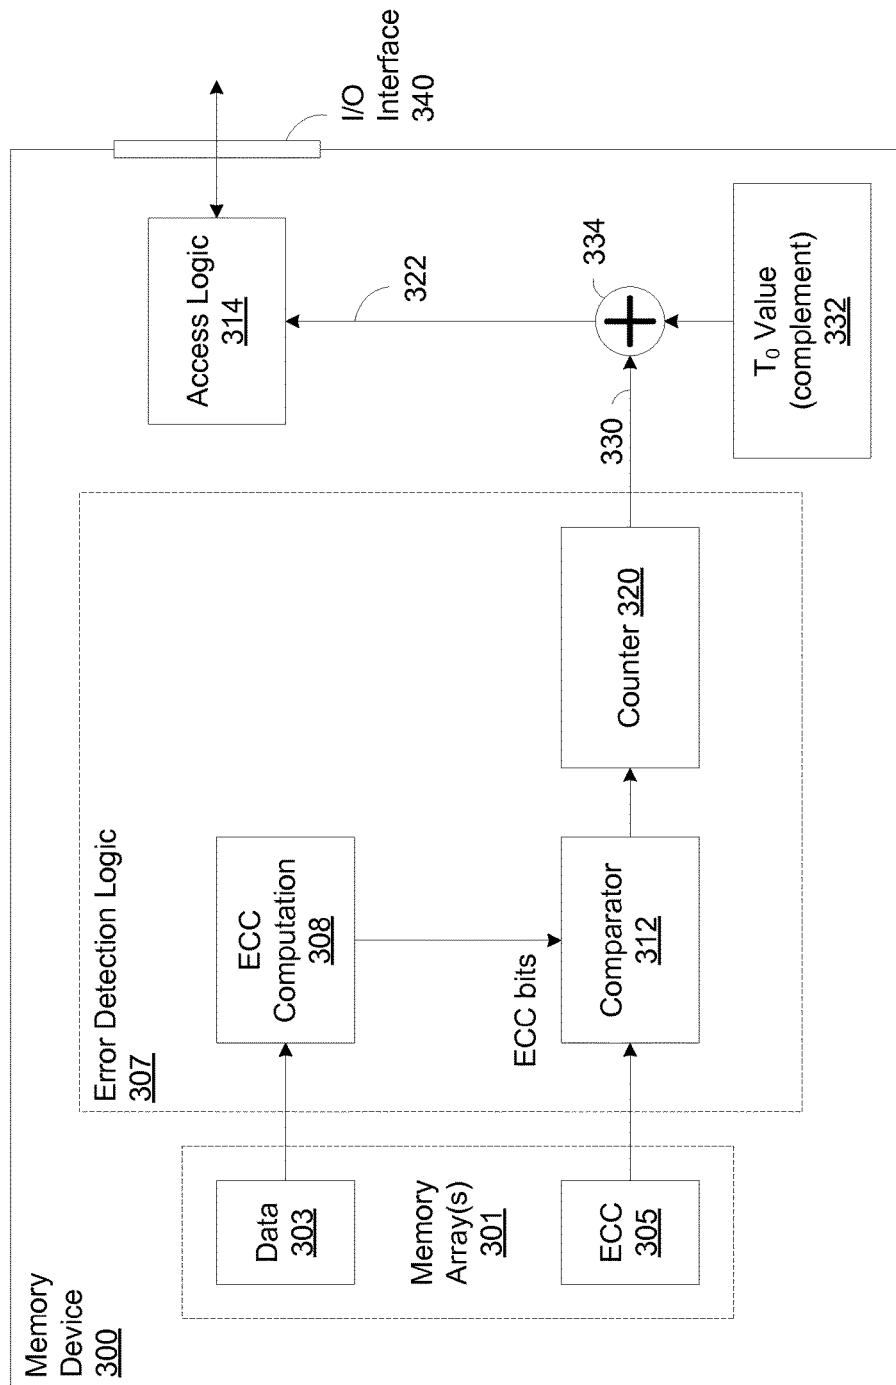 Memory
Device
300
Data
303
Memory
Array(s)
301
ECC
305
Error Detection Logic
307
ECC
Computation
308
ECC bits
Comparator
312
Counter 320
330
334
322
Access Logic
314
I/O
Interface
340
T₀ Value
(complement)
332